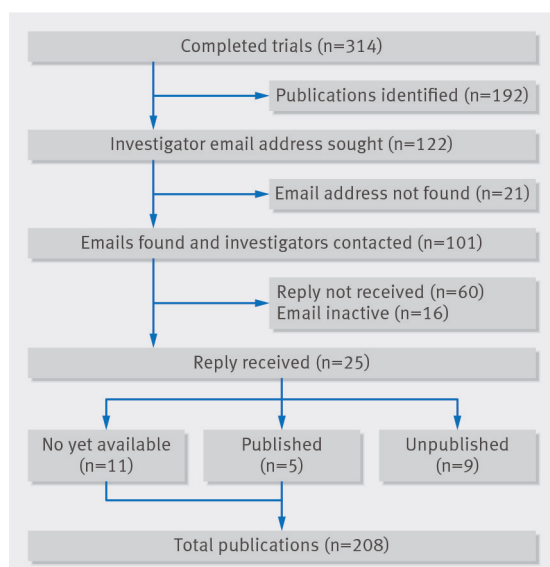 Completed trials (n=314)
Publications identified (n=192)
Investigator email address sought (n=122)
Email address not found (n=21)
Emails found and investigators contacted (n=101)
Reply not received (n=60)
Email inactive (n=16)
Reply received (n=25)
No yet available
(n=11)
Published
(n=5)
Unpublished
(n=9)
Total publications (n=208)